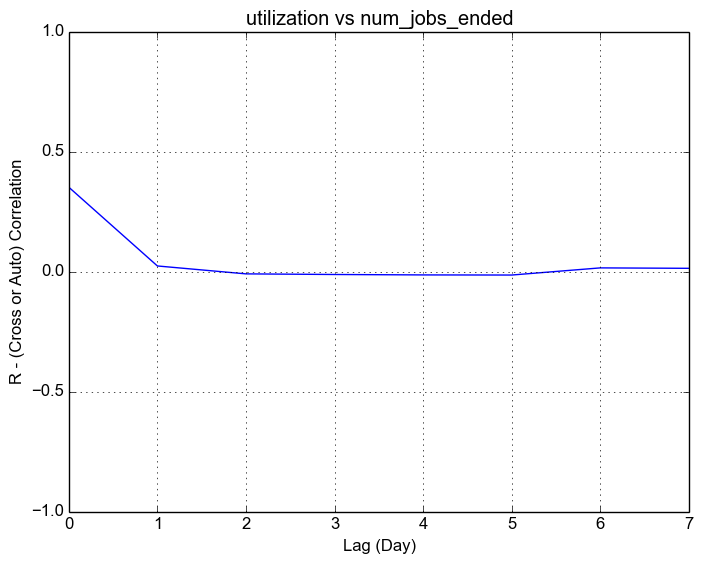 utilization vs num_jobs_ended
1.0
0.5
0.0
−0.5
−1.0
R - (Cross or Auto) Correlation
0 1 2 3 4 5 6 7
Lag (Day)